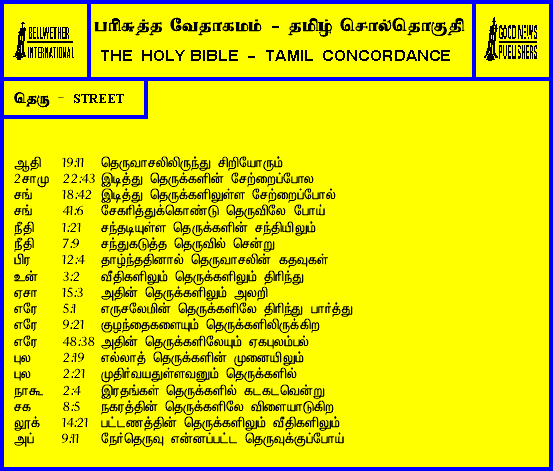 BELLWETHER
INTERNATIONAL
பரிசுத்த வேதாகமம் - தமிழ் சொல்தொகுதி
THE HOLY BIBLE - TAMIL CONCORDANCE
GOOD NEWS
PUBLISHERS
தெரு - STREET
ஆதி 19:11 தெருவாசலிலிருந்து சிறியோரும்
2சாமு 22:43 இடித்து தெருக்களின் சேற்றைப்போல
சங் 18:42 இடித்து தெருக்களிலுள்ள சேற்றைப்போல்
சங் 41:6 சேகரித்துக்கொண்டு தெருவிலே போய்
நீதி 1:21 சந்தடியுள்ள தெருக்களின் சந்தியிலும்
நீதி 7:9 சந்துகடுத்த தெருவில் சென்று
பிர 12:4 தாழ்ந்ததினால் தெருவாசலின் கதவுகள்
உன் 3:2 வீதிகளிலும் தெருக்களிலும் திரிந்து
ஏசா 15:3 அதின் தெருக்களிலும் அலறி
எரே 5:1 எருசலேமின் தெருக்களிலே திரிந்து பார்த்து
எரே 9:21 குழந்தைகளையும் தெருக்களிலிருக்கிற
எரே 48:38 அதின் தெருக்களிலேயும் ஏகபுலம்பல்
புல 2:19 எல்லாத் தெருக்களின் முனையிலும்
புல 2:21 முதிர்வயதுள்ளவனும் தெருக்களில்
நாகூ 2:4 இரதங்கள் தெருக்களில் கடகடவென்று
சக 8:5 நகரத்தின் தெருக்களிலே விளையாடுகிற
லூக் 14:21 பட்டணத்தின் தெருக்களிலும் வீதிகளிலும்
அப் 9:11 நேர்தெருவு என்னப்பட்ட தெருவுக்குப்போய்